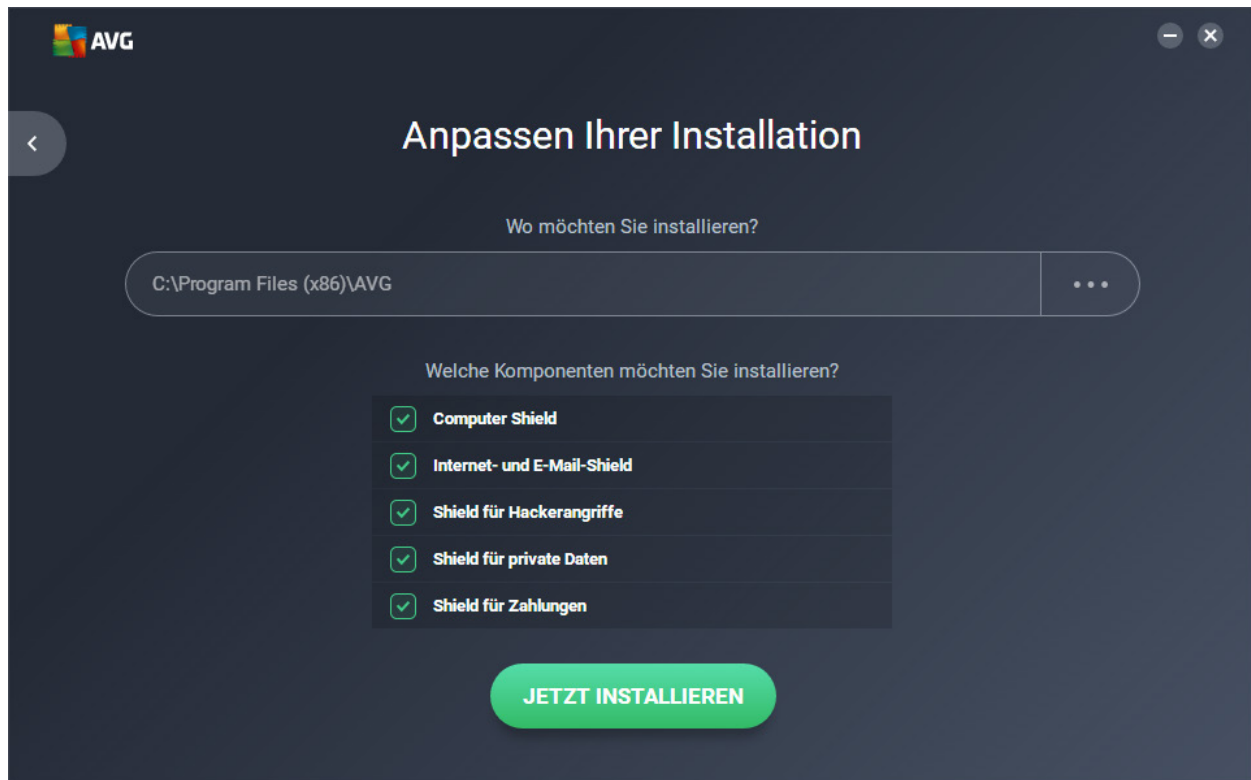 AVG
Anpassen Ihrer Installation
Wo möchten Sie installieren?
C:\Program Files (x86)\AVG
Welche Komponenten möchten Sie installieren?
Computer Shield
Internet- und E-Mail-Shield
Shield für Hackerangriffe
Shield für private Daten
Shield für Zahlungen
JETZT INSTALLIEREN